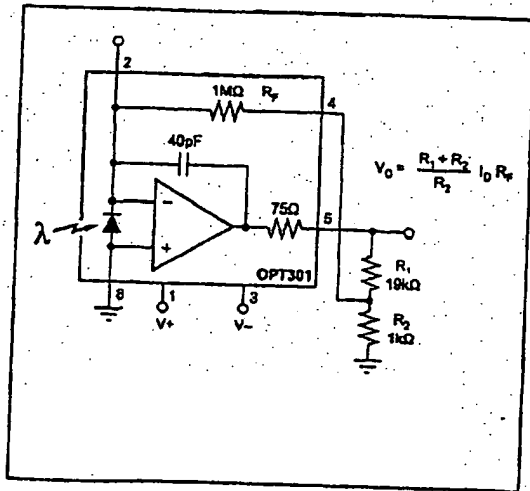 2
1MΩ R_F
4
40pF
V_O = (R_1 + R_2) / R_2 I_D R_F
75Ω
5
λ
−
+
OPT301
R_1
19kΩ
8
1
3
V+
V−
R_2
1kΩ